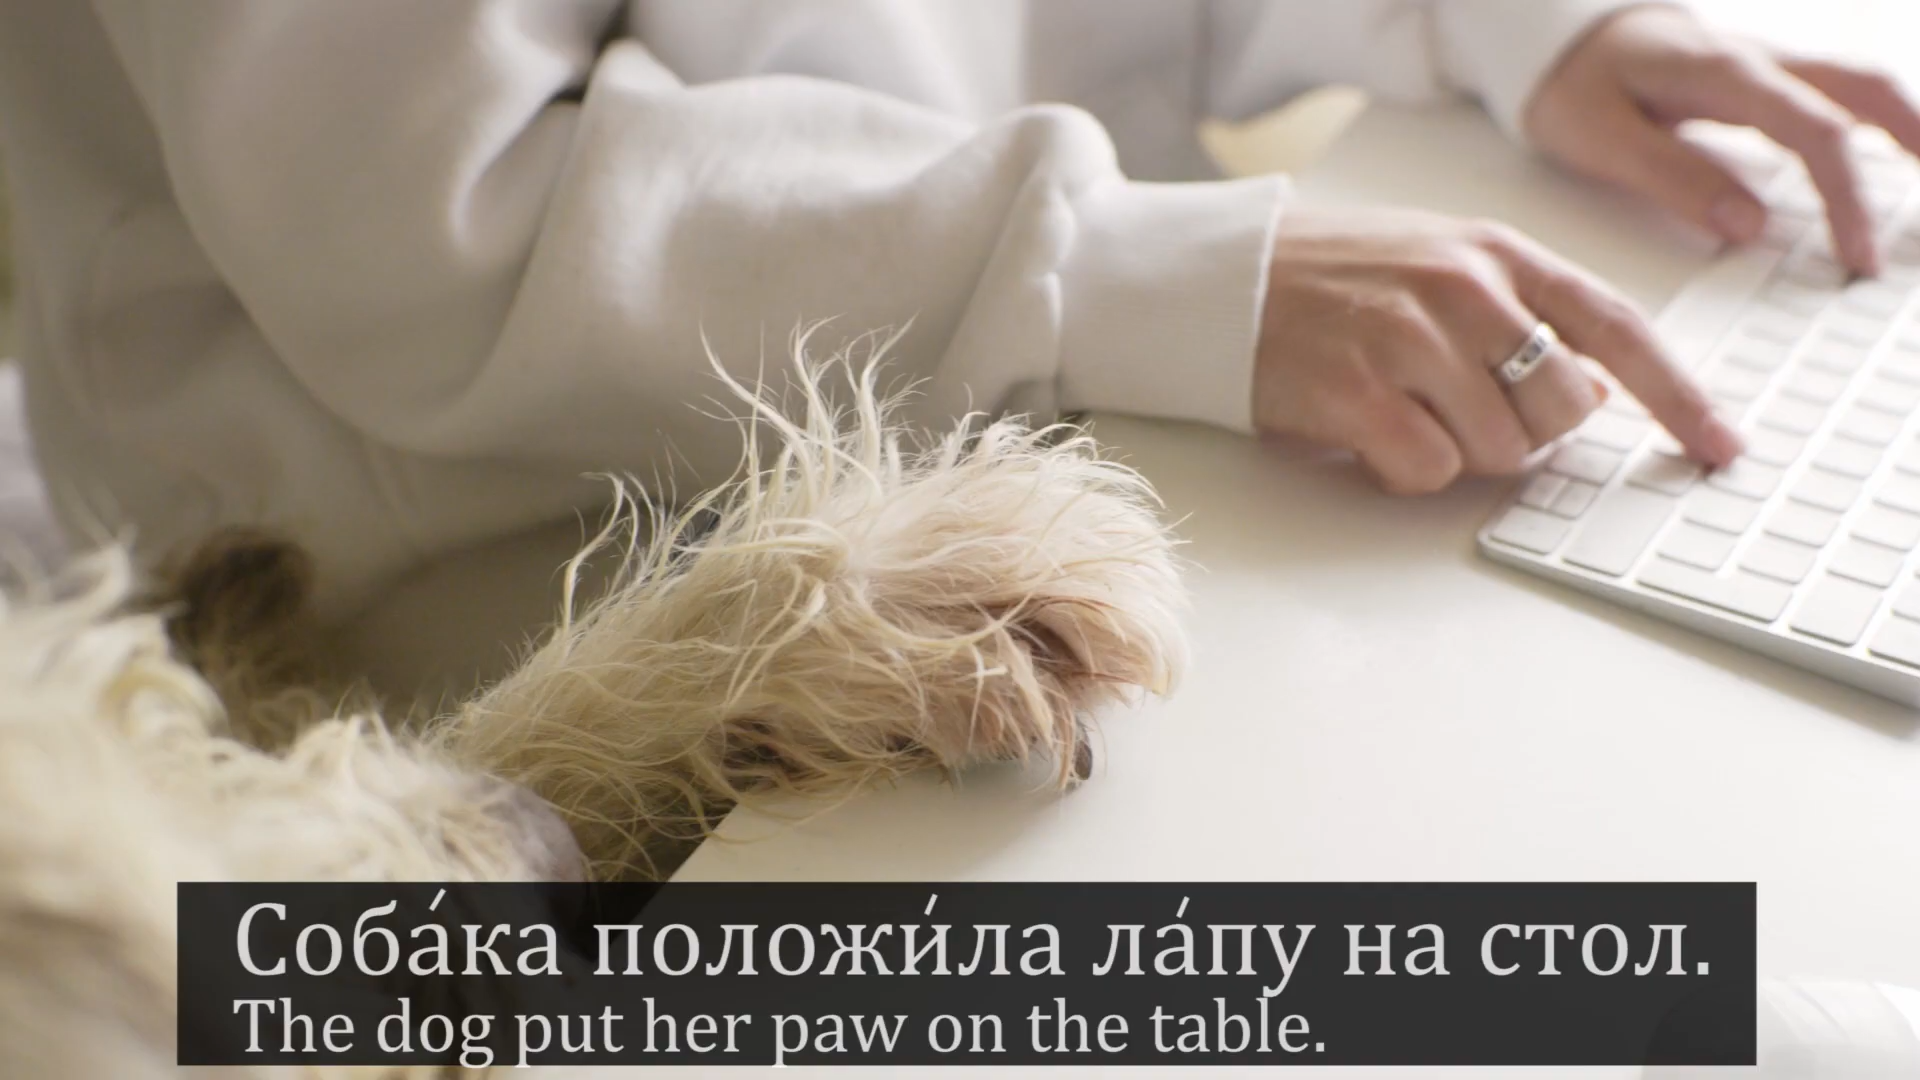 Соба́ка положи́ла ла́пу на стол.
The dog put her paw on the table.